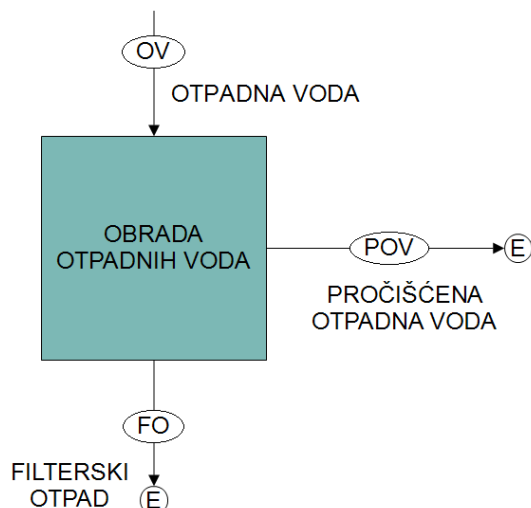 OV
OTPADNA VODA
OBRADA
OTPADNIH VODA
POV
E
PROČIŠĆENA
OTPADNA VODA
FO
FILTERSKI
OTPAD
E